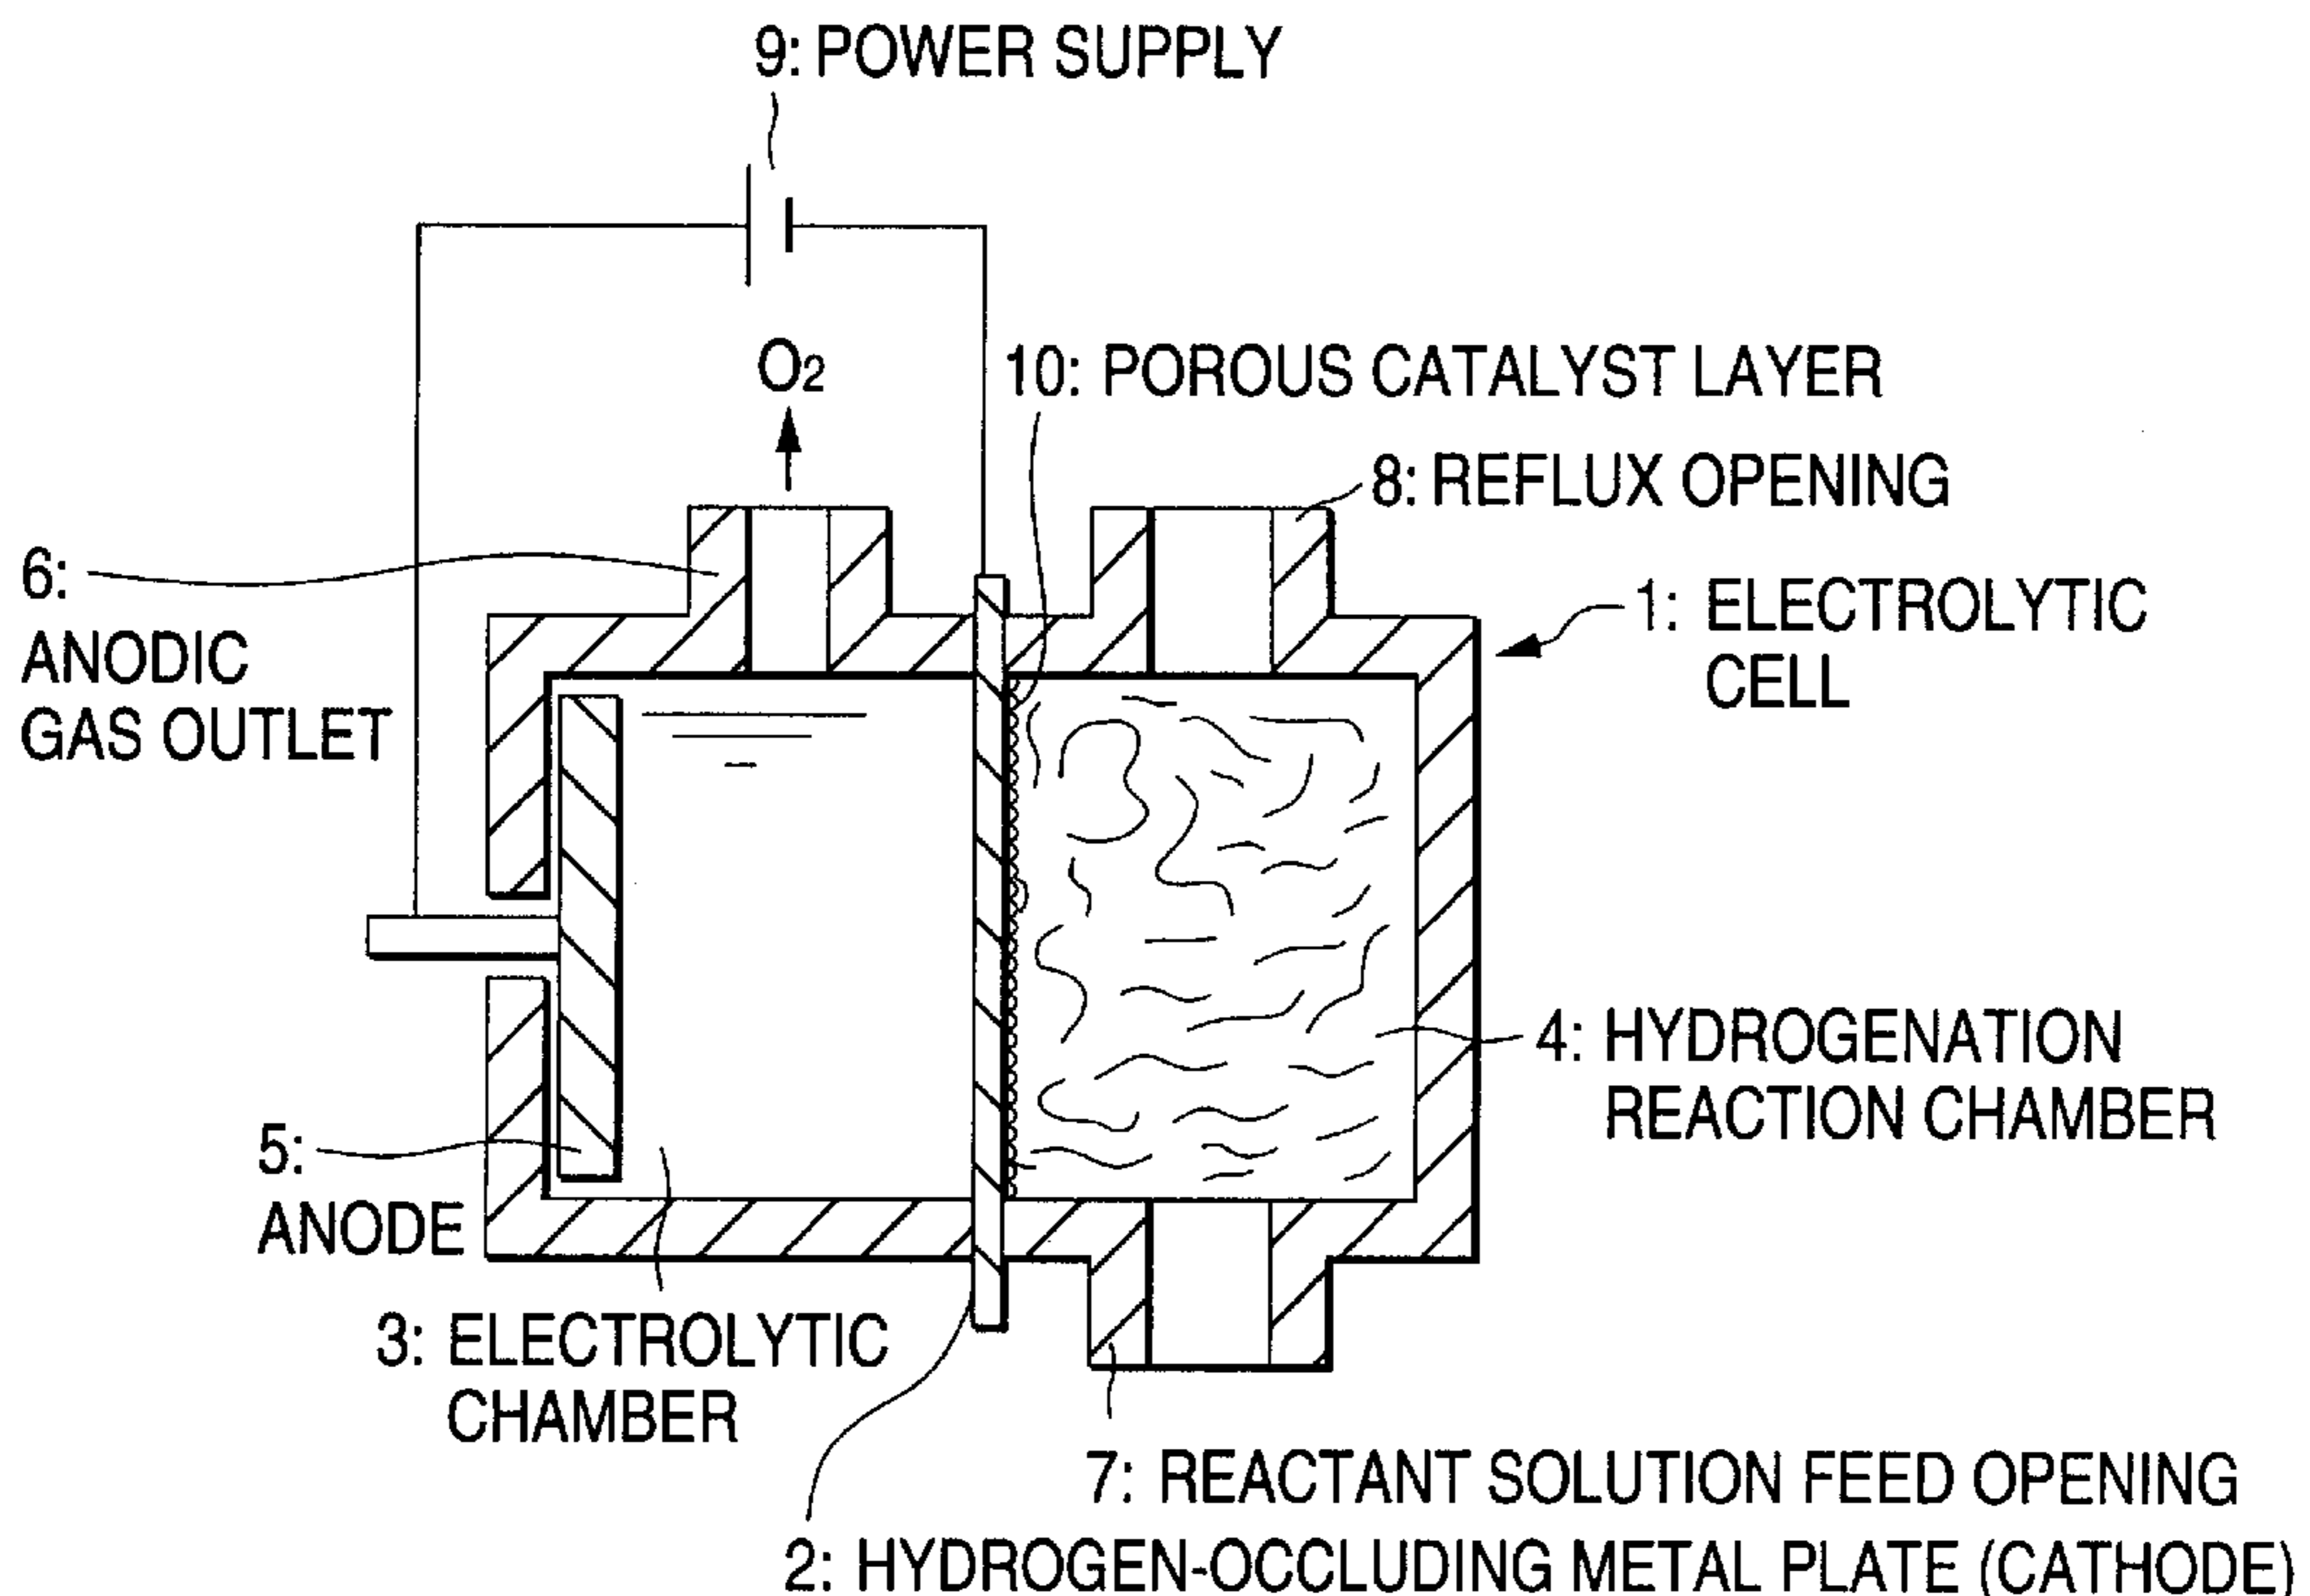 9: POWER SUPPLY
O2
10: POROUS CATALYST LAYER
8: REFLUX OPENING
6:
ANODIC
GAS OUTLET
1: ELECTROLYTIC
CELL
4: HYDROGENATION
REACTION CHAMBER
5:
ANODE
3: ELECTROLYTIC
CHAMBER
7: REACTANT SOLUTION FEED OPENING
2: HYDROGEN-OCCLUDING METAL PLATE (CATHODE)